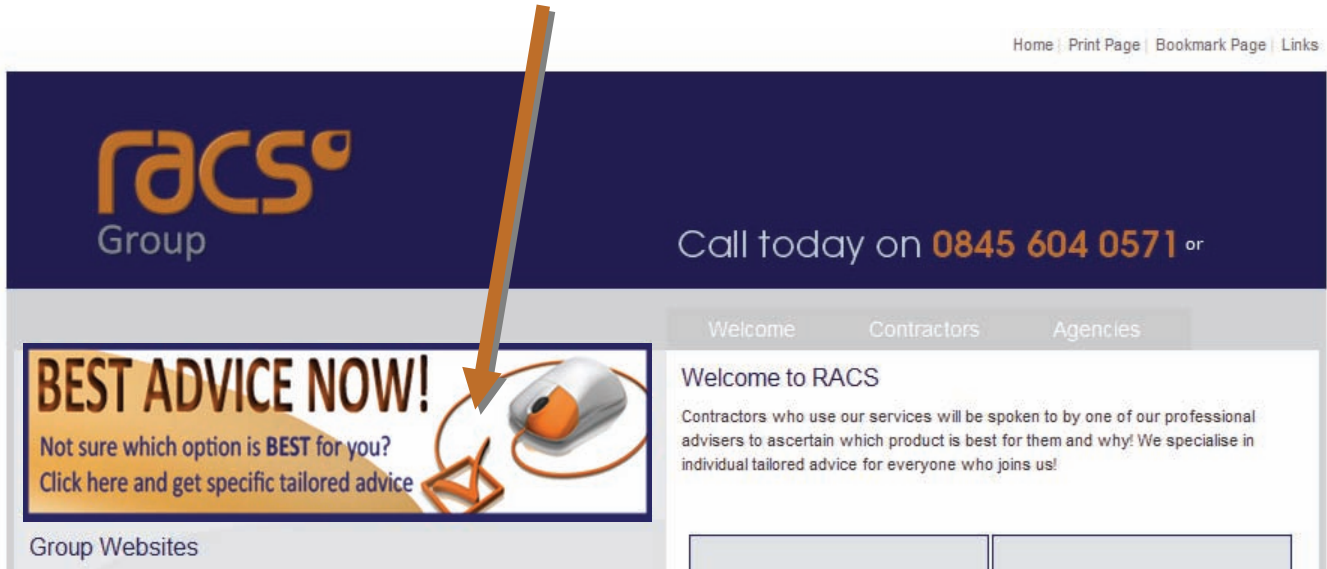 Home | Print Page | Bookmark Page | Links
racs
Group
Call today on 0845 604 0571 or
Welcome Contractors Agencies
BEST ADVICE NOW!
Not sure which option is BEST for you?
Click here and get specific tailored advice
Group Websites
Welcome to RACS
Contractors who use our services will be spoken to by one of our professional
advisers to ascertain which product is best for them and why! We specialise in
individual tailored advice for everyone who joins us!